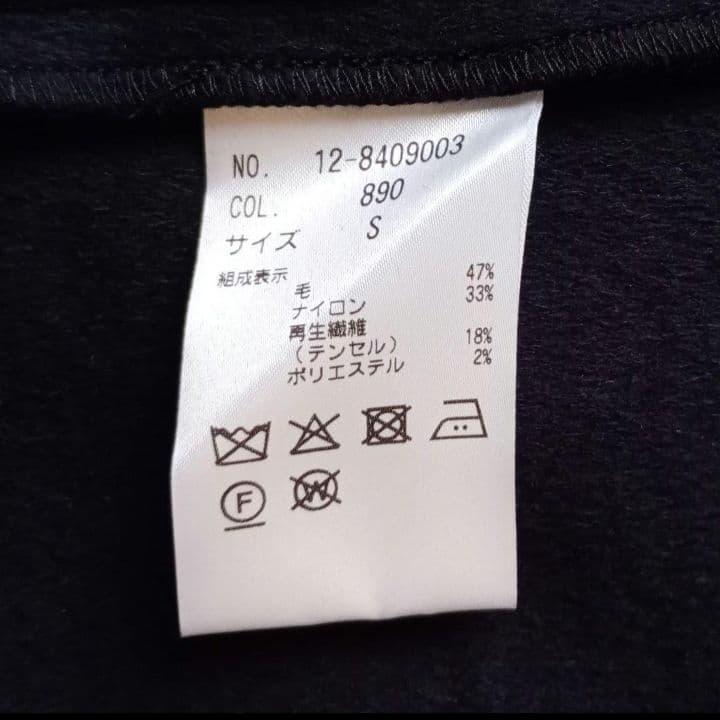 NO. 12-8409003
COL. 890
サイズ S
組成表示
毛 47%
ナイロン 33%
再生繊維
(テンセル) 18%
ポリエステル 2%
F W